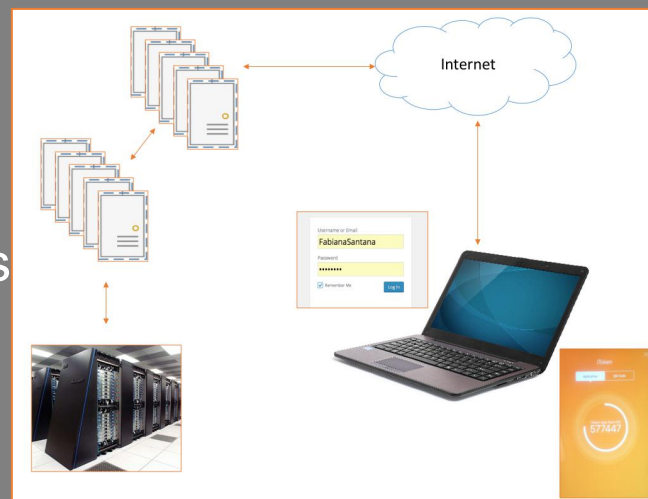 Internet
Username or Email
FabianaSantana
Password
••••••••
Remember Me
Log In
s
577447